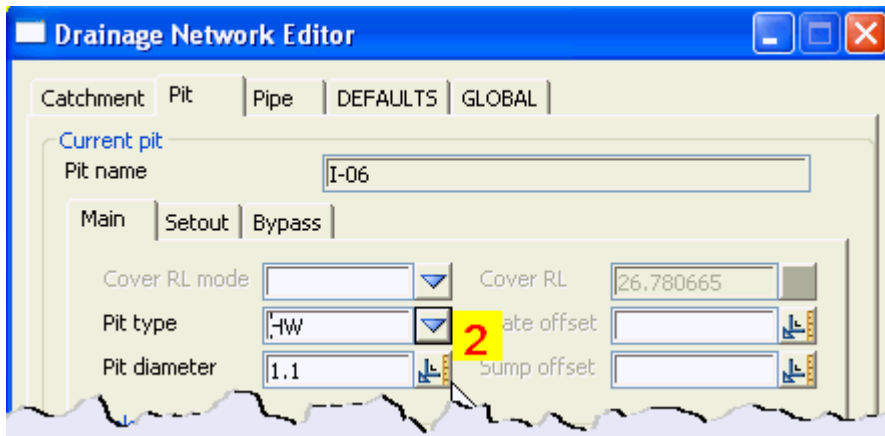 Drainage Network Editor
Catchment Pit Pipe DEFAULTS GLOBAL
Current pit
Pit name I-06
Main Setout Bypass
Cover RL mode Cover RL 26.780665
Pit type HW 2 ate offset
Pit diameter 1.1 Sump offset